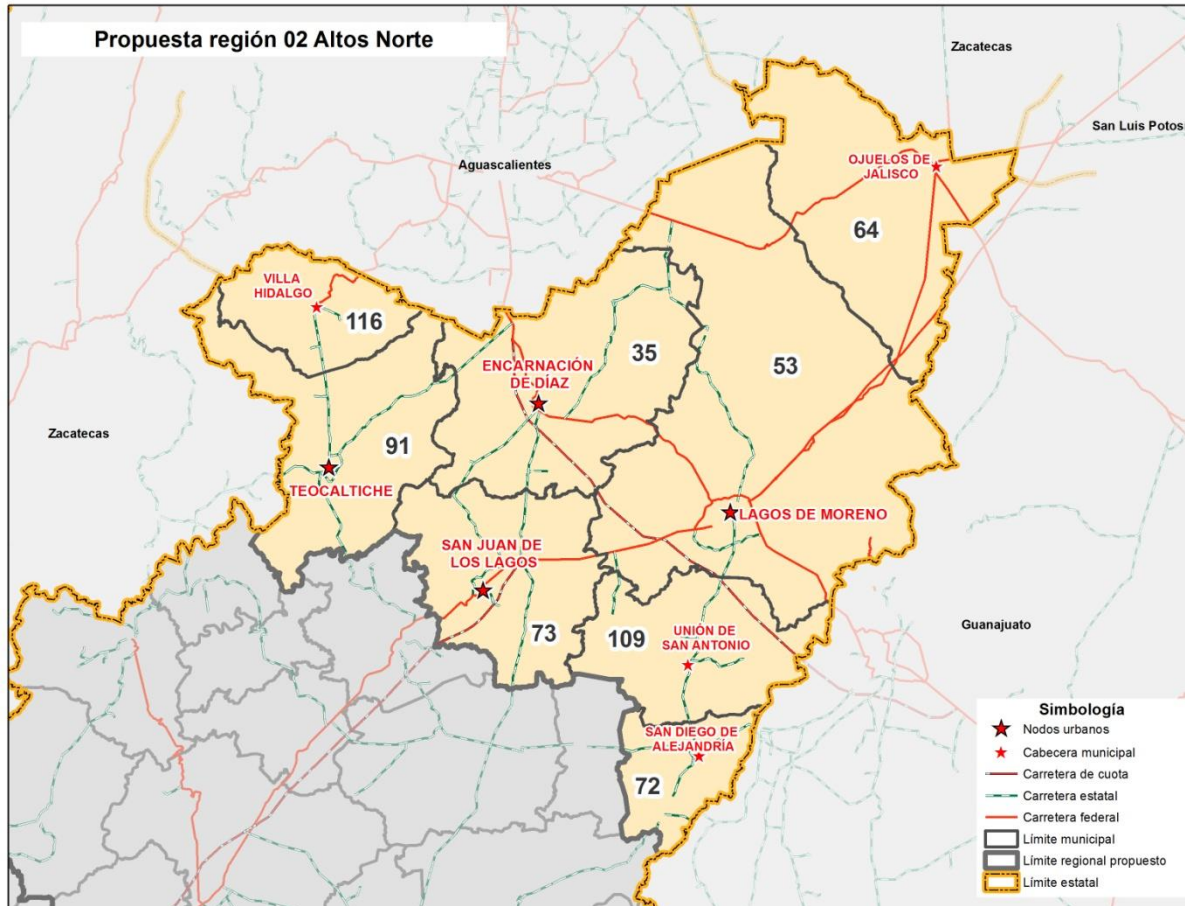 Propuesta región 02 Altos Norte
Zacatecas
San Luis Potos
Aguascalientes
OJUELOS DE
JALISCO
64
VILLA
HIDALGO
116
35
53
ENCARNACIÓN
DE DÍAZ
Zacatecas
91
TEOCALTICHE
LAGOS DE MORENO
SAN JUAN DE
LOS LAGOS
73
109
UNIÓN DE
SAN ANTONIO
Guanajuato
SAN DIEGO DE
ALEJANDRÍA
72
Simbología
Nodos urbanos
Cabecera municipal
Carretera de cuota
Carretera estatal
Carretera federal
Límite municipal
Límite regional propuesto
Límite estatal